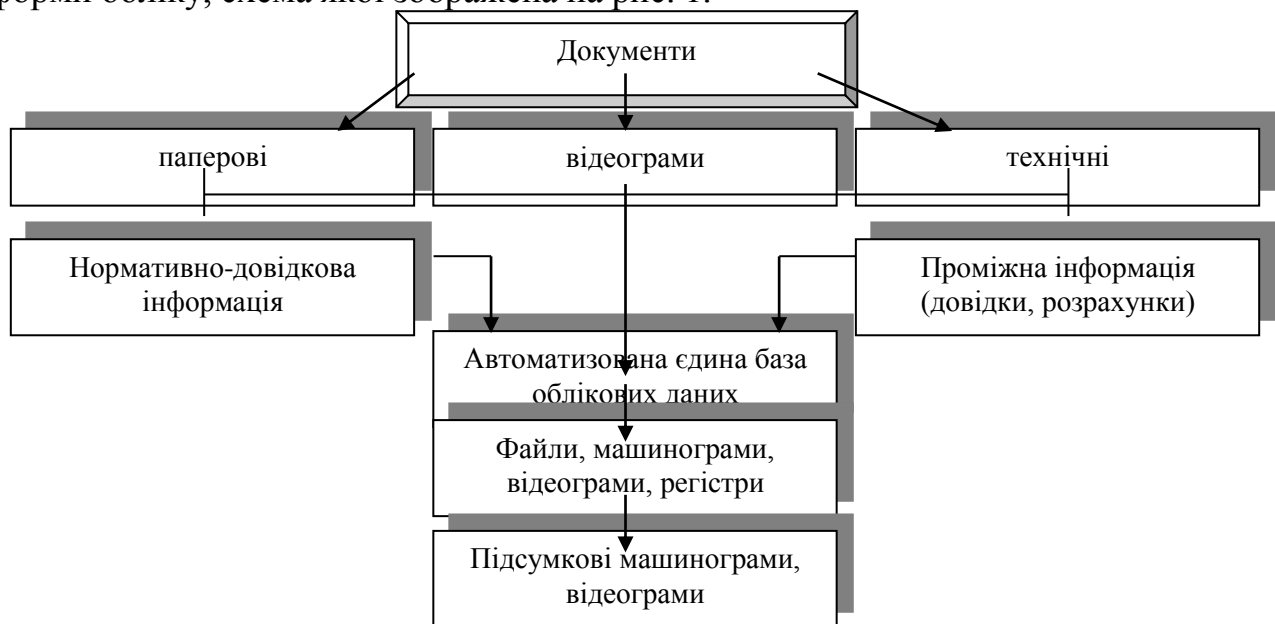 форми обліку, схема якої зображена на рис. 1.
Документи
паперові
відеограми
технічні
Нормативно-довідкова
інформація
Проміжна інформація
(довідки, розрахунки)
Автоматизована єдина база
облікових даних
Файли, машинограми,
відеограми, регістри
Підсумкові машинограми,
відеограми